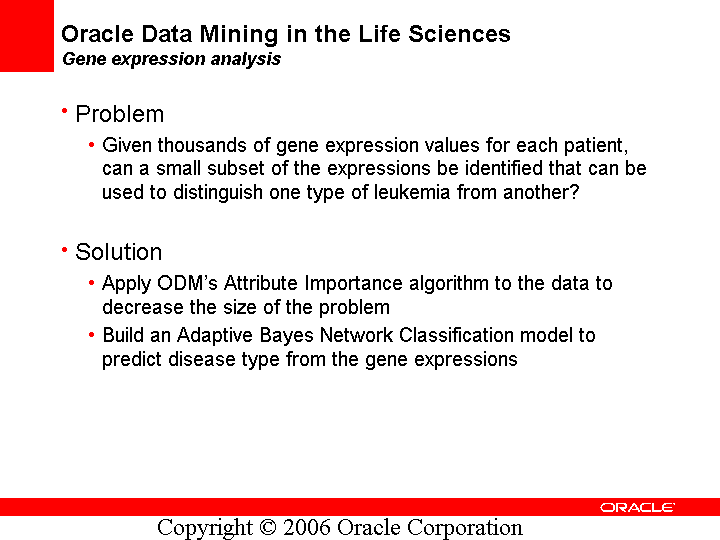 Oracle Data Mining in the Life Sciences
Gene expression analysis
• Problem
• Given thousands of gene expression values for each patient,
can a small subset of the expressions be identified that can be
used to distinguish one type of leukemia from another?
• Solution
• Apply ODM’s Attribute Importance algorithm to the data to
decrease the size of the problem
• Build an Adaptive Bayes Network Classification model to
predict disease type from the gene expressions
ORACLE
Copyright © 2006 Oracle Corporation